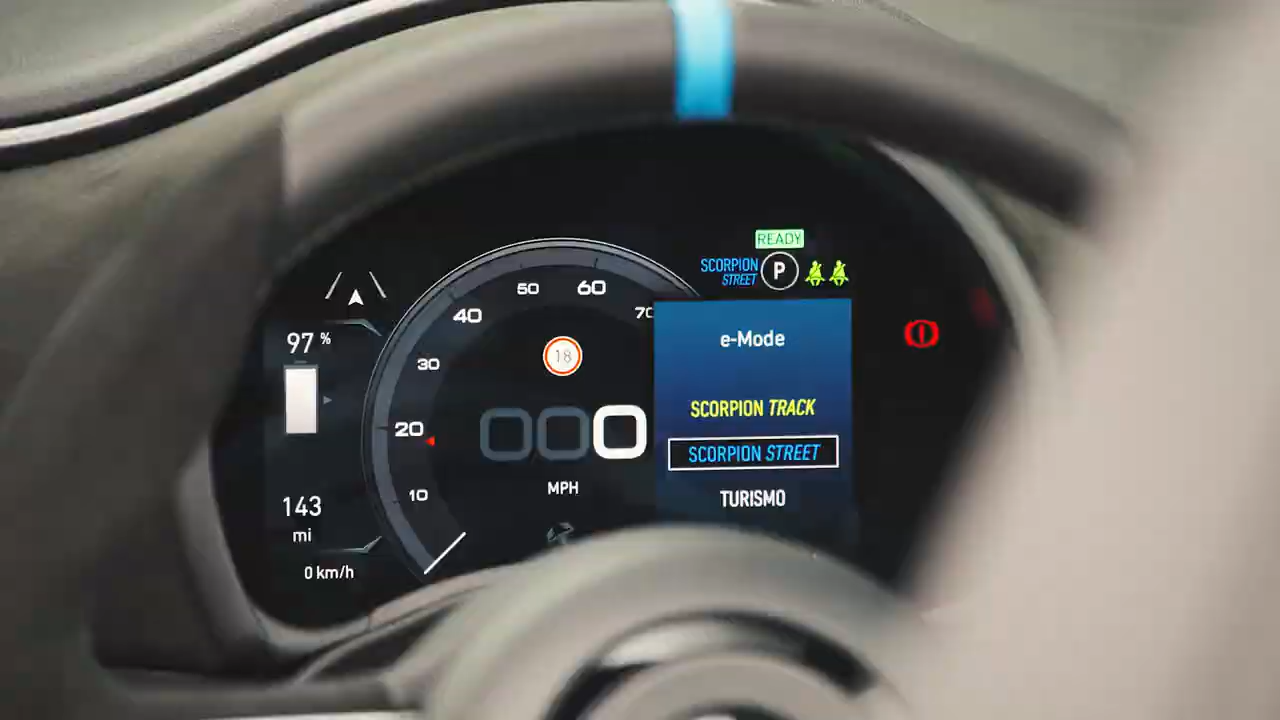 READY
SCORPION
STREET
P
97 %
143
mi
0 km/h
10
20
30
40
50
60
70
18
000
MPH
e-Mode
SCORPION TRACK
SCORPION STREET
TURISMO